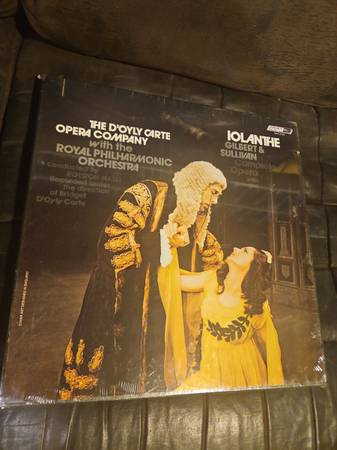 THE D'OYLY CARTE
OPERA COMPANY
with the
ROYAL PHILHARMONIC
ORCHESTRA
conducted by
Recorded under
the direction
of Bridget
D'Oyly Carte
LONDON
IOLANTHE
GILBERT &
SULLIVAN
Complete
Opera